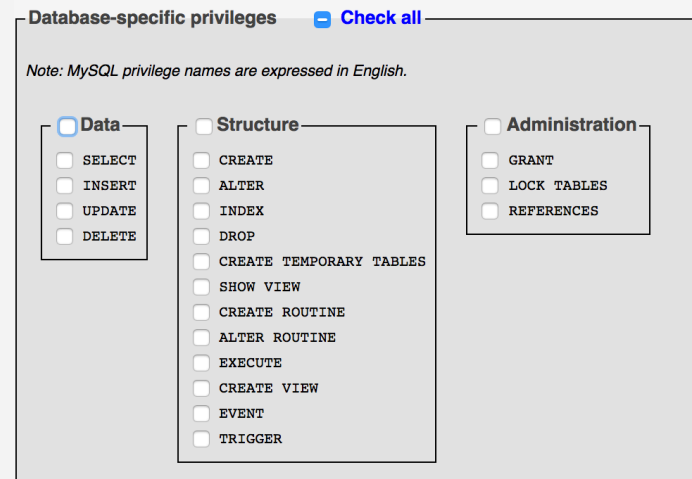 Database-specific privileges Check all
Note: MySQL privilege names are expressed in English.
Data
SELECT
INSERT
UPDATE
DELETE
Structure
CREATE
ALTER
INDEX
DROP
CREATE TEMPORARY TABLES
SHOW VIEW
CREATE ROUTINE
ALTER ROUTINE
EXECUTE
CREATE VIEW
EVENT
TRIGGER
Administration
GRANT
LOCK TABLES
REFERENCES